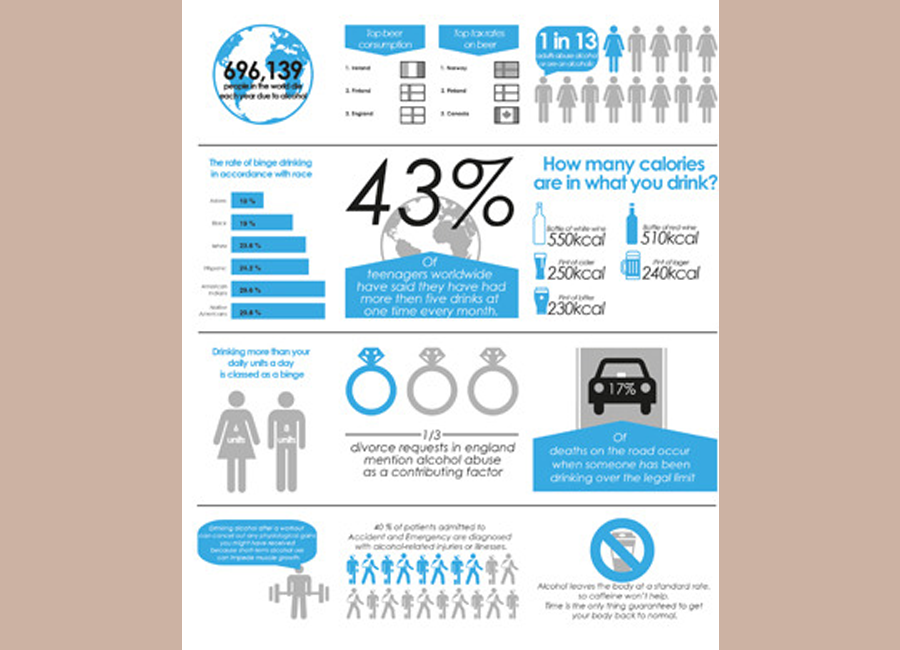 696,139
people in the world die
each year due to alcohol
Top beer
consumption
1. Ireland
2. Finland
3. England
Top tax rates
on beer
1. Norway
2. Finland
3. Canada
1 in 13
adults abuse alcohol
or are an alcoholic
The rate of binge drinking
in accordance with race
Asian
Black
White
Hispanic
American
Indians
Native
Americans
43%
Of
teenagers worldwide
have said they have had
more then five drinks at
one time every month.
How many calories
are in what you drink?
Bottle of white wine
550kcal
Bottle of red wine
510kcal
Pint of cider
250kcal
Pint of lager
240kcal
Pint of bitter
230kcal
Drinking more than your
daily units a day
is classed as a binge
units
units
1/3
divorce requests in england
mention alcohol abuse
as a contributing factor
17%
Of
deaths on the road occur
when someone has been
drinking over the legal limit
Drinking alcohol after a workout
can cancel out any physiological gains
you might have received
because short-term alcohol use
can impede muscle growth
40 % of patients admitted to
Accident and Emergency are diagnosed
with alcohol-related injuries or illnesses.
Alcohol leaves the body at a standard rate,
so caffeine won't help.
Time is the only thing guaranteed to get
your body back to normal.